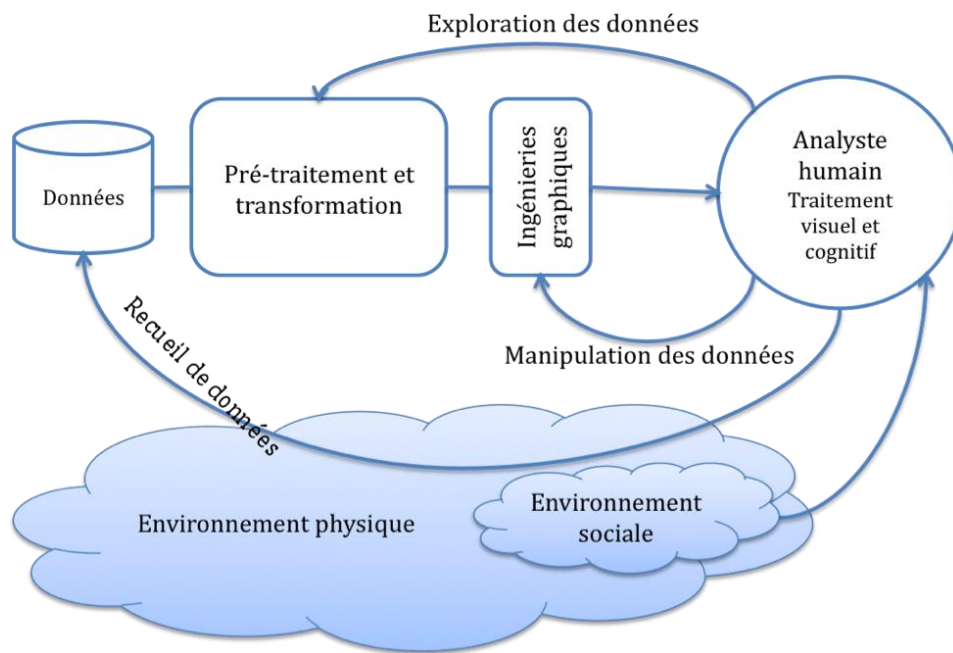 Exploration des données
Données
Pré-traitement et
transformation
Ingénieries
graphiques
Analyste
humain
Traitement
visuel et
cognitif
Recueil de données
Manipulation des données
Environnement physique
Environnement
sociale